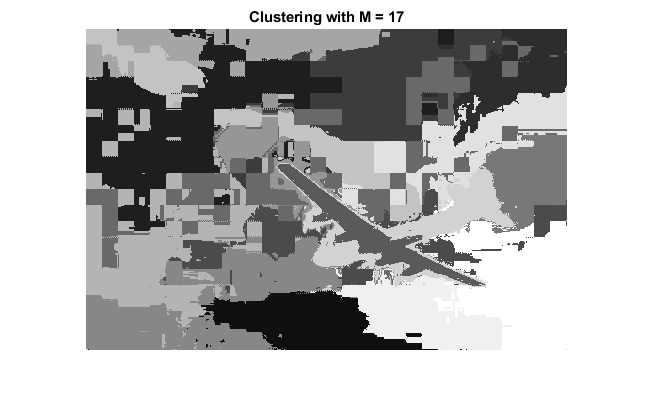 Clustering with M = 17